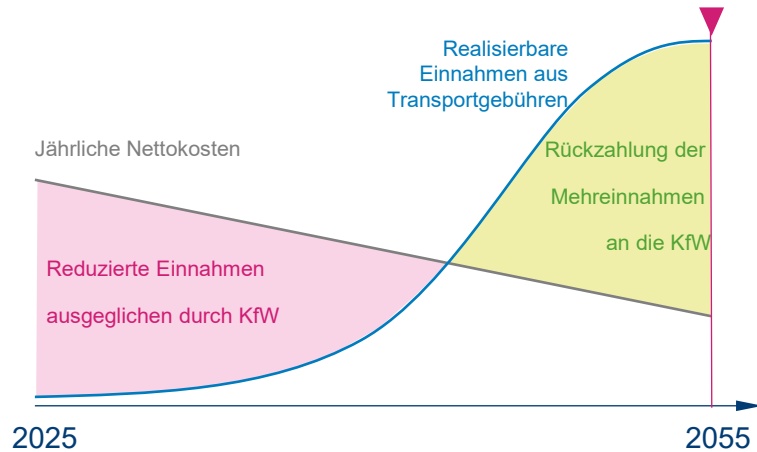 Realisierbare
Einnahmen aus
Transportgebühren
Jährliche Nettokosten
Rückzahlung der
Mehreinnahmen
an die KfW
Reduzierte Einnahmen
ausgeglichen durch KfW
2025
2055